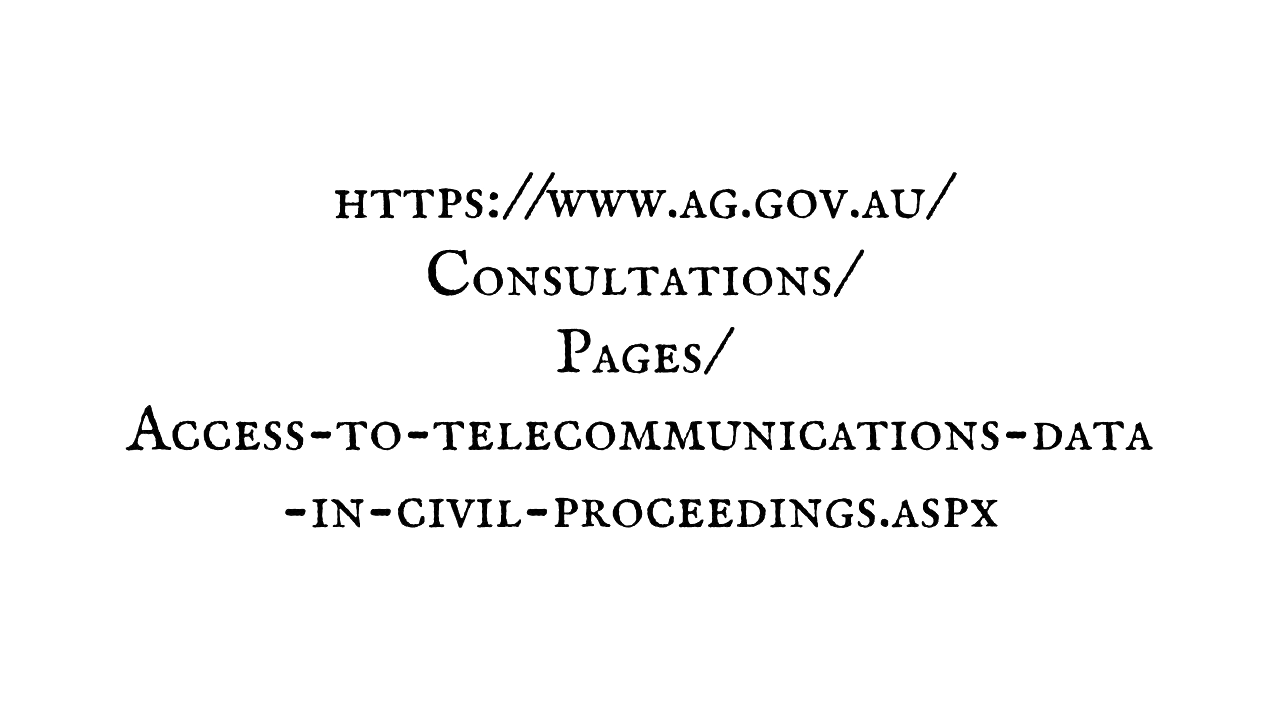 https://www.ag.gov.au/
Consultations/
Pages/
Access-to-telecommunications-data
-in-civil-proceedings.aspx